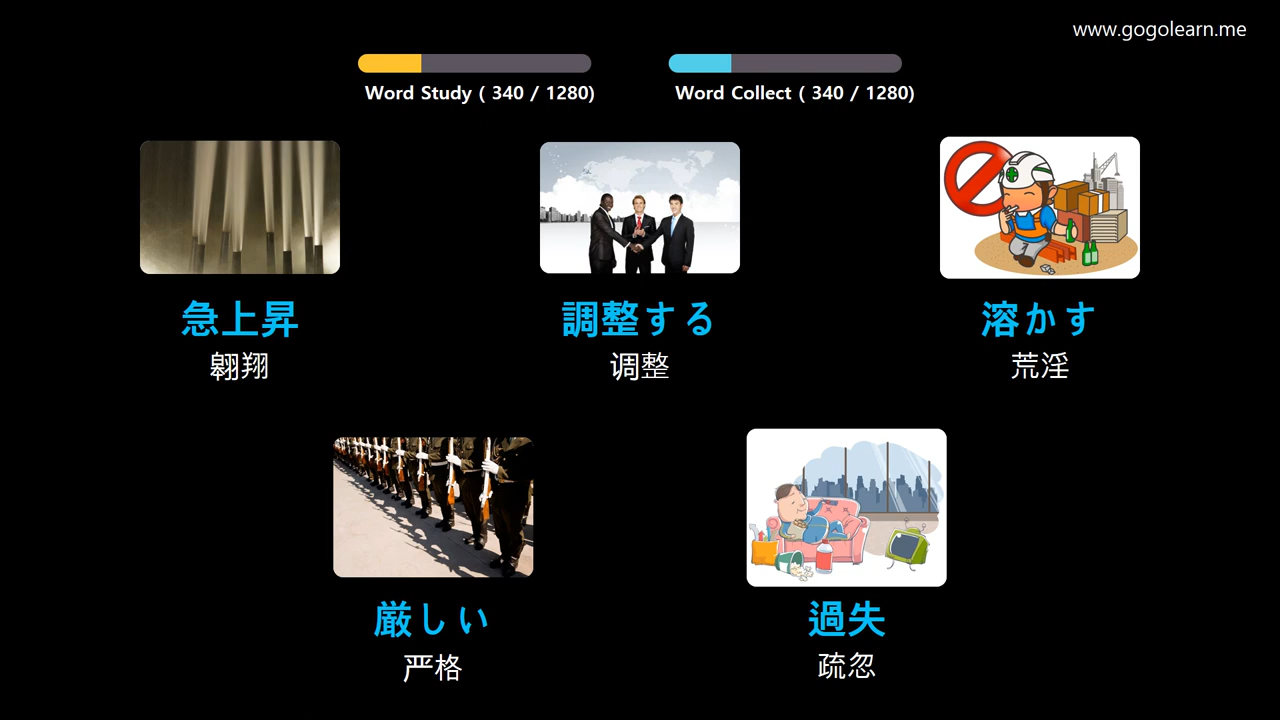 www.gogolearn.me
Word Study ( 340 / 1280)
Word Collect ( 340 / 1280)
急上昇
翱翔
調整する
调整
溶かす
荒淫
厳しい
严格
過失
疏忽